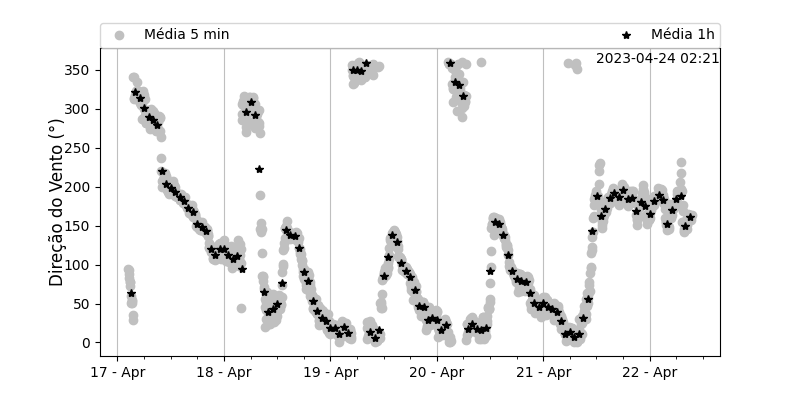 Média 5 min
Média 1h
2023-04-24 02:21
Direção do Vento (°)
350
300
250
200
150
100
50
0
17 - Apr
18 - Apr
19 - Apr
20 - Apr
21 - Apr
22 - Apr